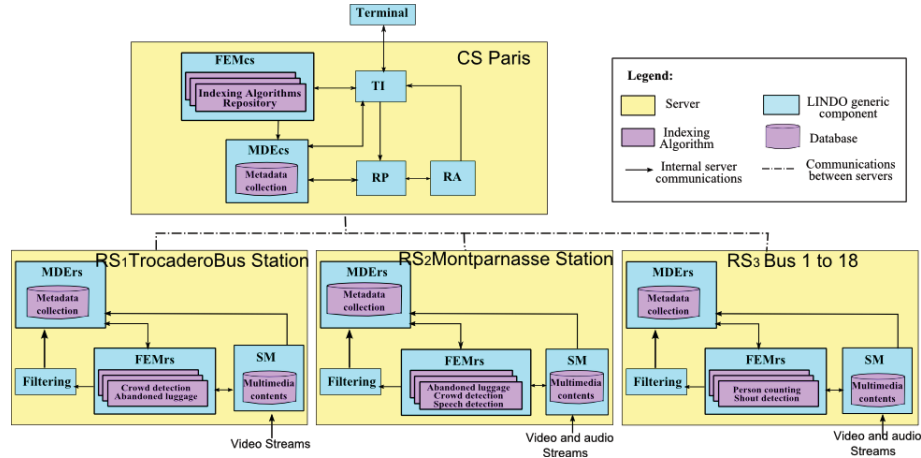 Terminal
CS Paris
FEMcs
Indexing Algorithms
Repository
TI
MDEcs
Metadata
collection
RP
RA
Legend:
Server
LINDO generic
component
Indexing
Algorithm
Database
Internal server
communications
Communications
between servers
RS1TrocaderoBus Station
MDErs
Metadata
collection
FEMrs
Crowd detection
Abandoned luggage
Filtering
SM
Multimedia
contents
Video Streams
RS2Montparnasse Station
MDErs
Metadata
collection
FEMrs
Abandoned luggage
Crowd detection
Speech detection
Filtering
SM
Multimedia
contents
Video and audio
Streams
RS3 Bus 1 to 18
MDErs
Metadata
collection
FEMrs
Person counting
Shout detection
Filtering
SM
Multimedia
contents
Video and audio
Streams